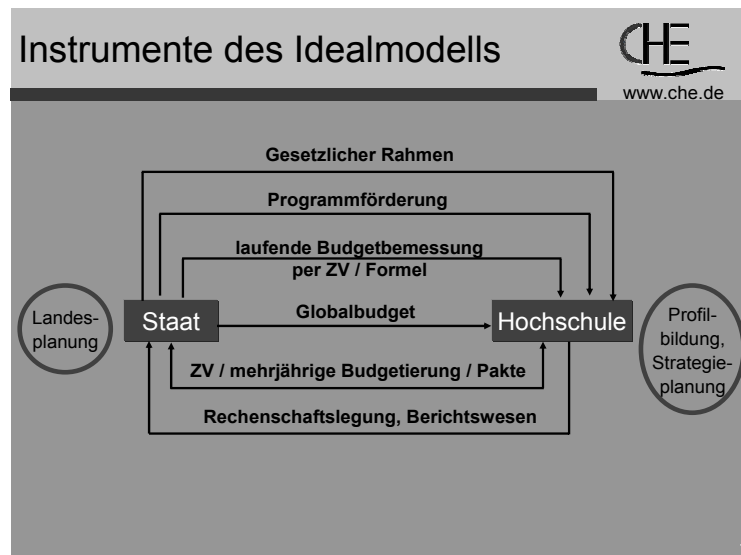 Instrumente des Idealmodells
CHE
www.che.de
Gesetzlicher Rahmen
Programmförderung
laufende Budgetbemessung
per ZV / Formel
Globalbudget
Landes-
planung
Staat
Hochschule
Profil-
bildung,
Strategie-
planung
ZV / mehrjährige Budgetierung / Pakte
Rechenschaftslegung, Berichtswesen